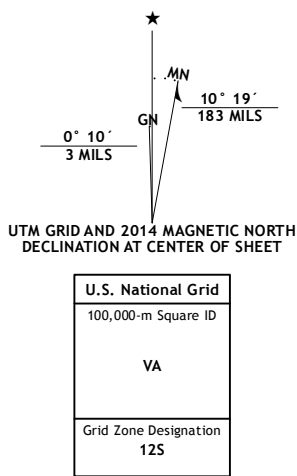 ★
MN
GN
10° 19´
183 MILS
0° 10´
3 MILS
UTM GRID AND 2014 MAGNETIC NORTH
DECLINATION AT CENTER OF SHEET
U.S. National Grid
100,000-m Square ID
VA
Grid Zone Designation
12S